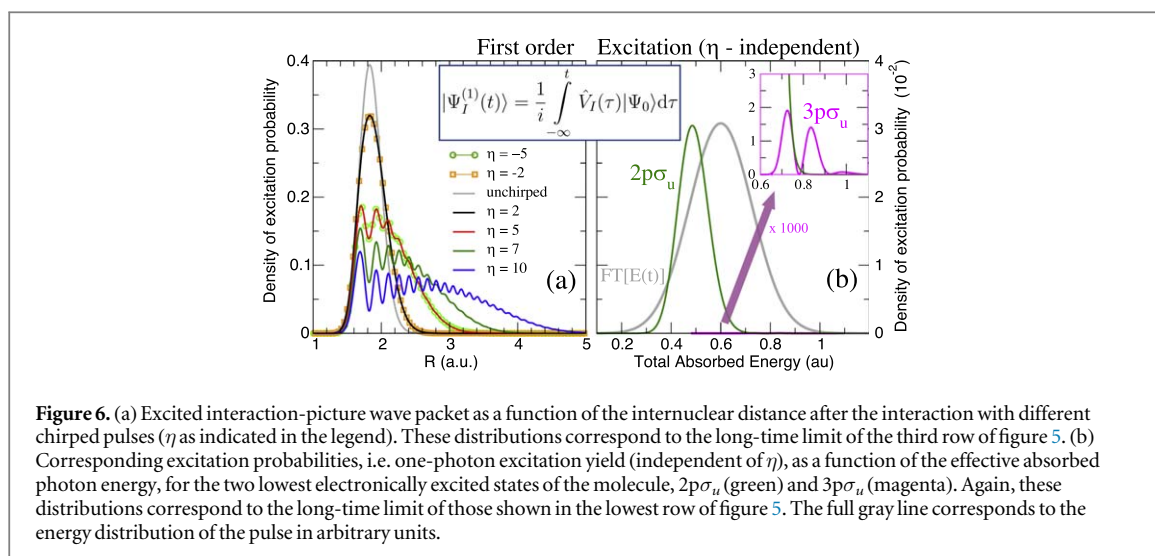 First order
Excitation (η - independent)
0.4
0.3
0.2
0.1
0
Density of excitation probability
|Ψ_I^{(1)}(t)⟩ = \frac{1}{i} \int_{-∞}^{t} \hat{V}_I(τ)|Ψ_0⟩dτ
η = −5
η = -2
unchirped
η = 2
η = 5
η = 7
η = 10
(a)
1 2 3 4 5
R (a.u.)
2pσ_u
FT[E(t)]
3pσ_u
3
2
1
0
0.6 0.8 1
x 1000
(b)
0.2 0.4 0.6 0.8 1
Total Absorbed Energy (au)
4
3
2
1
0
Density of excitation probability (10^{-2})
Figure 6. (a) Excited interaction-picture wave packet as a function of the internuclear distance after the interaction with different
chirped pulses (η as indicated in the legend). These distributions correspond to the long-time limit of the third row of figure 5. (b)
Corresponding excitation probabilities, i.e. one-photon excitation yield (independent of η), as a function of the effective absorbed
photon energy, for the two lowest electronically excited states of the molecule, 2pσ_u (green) and 3pσ_u (magenta). Again, these
distributions correspond to the long-time limit of those shown in the lowest row of figure 5. The full gray line corresponds to the
energy distribution of the pulse in arbitrary units.